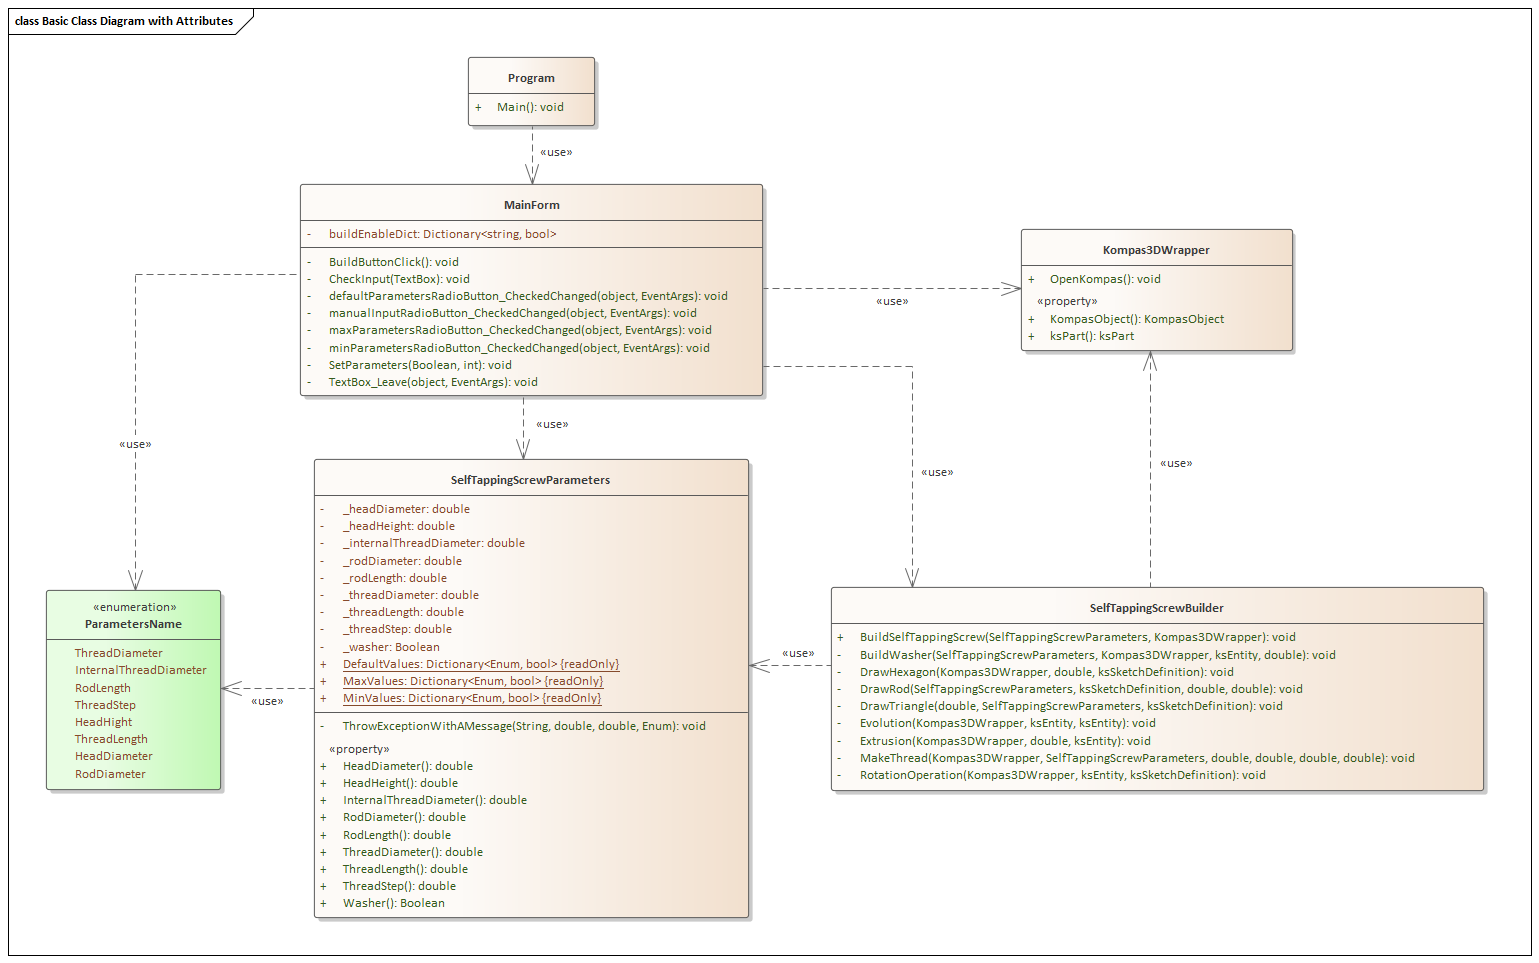 class Basic Class Diagram with Attributes
Program
+ Main(): void
«use»
MainForm
- buildEnableDict: Dictionary<string, bool>
- BuildButtonClick(): void
- CheckInput(TextBox): void
- defaultParametersRadioButton_CheckedChanged(object, EventArgs): void
- manualInputRadioButton_CheckedChanged(object, EventArgs): void
- maxParametersRadioButton_CheckedChanged(object, EventArgs): void
- minParametersRadioButton_CheckedChanged(object, EventArgs): void
- SetParameters(Boolean, int): void
- TextBox_Leave(object, EventArgs): void
«use»
Kompas3DWrapper
+ OpenKompas(): void
«property»
+ KompasObject(): KompasObject
+ ksPart(): ksPart
«use»
«use»
«use»
«use»
SelfTappingScrewParameters
- _headDiameter: double
- _headHeight: double
- _internalThreadDiameter: double
- _rodDiameter: double
- _rodLength: double
- _threadDiameter: double
- _threadLength: double
- _threadStep: double
- _washer: Boolean
+ DefaultValues: Dictionary<Enum, bool> {readOnly}
+ MaxValues: Dictionary<Enum, bool> {readOnly}
+ MinValues: Dictionary<Enum, bool> {readOnly}
- ThrowExceptionWithAMessage(String, double, double, Enum): void
«property»
+ HeadDiameter(): double
+ HeadHeight(): double
+ InternalThreadDiameter(): double
+ RodDiameter(): double
+ RodLength(): double
+ ThreadDiameter(): double
+ ThreadLength(): double
+ ThreadStep(): double
+ Washer(): Boolean
«enumeration»
ParametersName
ThreadDiameter
InternalThreadDiameter
RodLength
ThreadStep
HeadHight
ThreadLength
HeadDiameter
RodDiameter
«use»
«use»
SelfTappingScrewBuilder
+ BuildSelfTappingScrew(SelfTappingScrewParameters, Kompas3DWrapper): void
- BuildWasher(SelfTappingScrewParameters, Kompas3DWrapper, ksEntity, double): void
- DrawHexagon(Kompas3DWrapper, double, ksSketchDefinition): void
- DrawRod(SelfTappingScrewParameters, ksSketchDefinition, double, double): void
- DrawTriangle(double, SelfTappingScrewParameters, ksSketchDefinition): void
- Evolution(Kompas3DWrapper, ksEntity, ksEntity): void
- Extrusion(Kompas3DWrapper, double, ksEntity): void
- MakeThread(Kompas3DWrapper, SelfTappingScrewParameters, double, double, double, double): void
- RotationOperation(Kompas3DWrapper, ksEntity, ksSketchDefinition): void